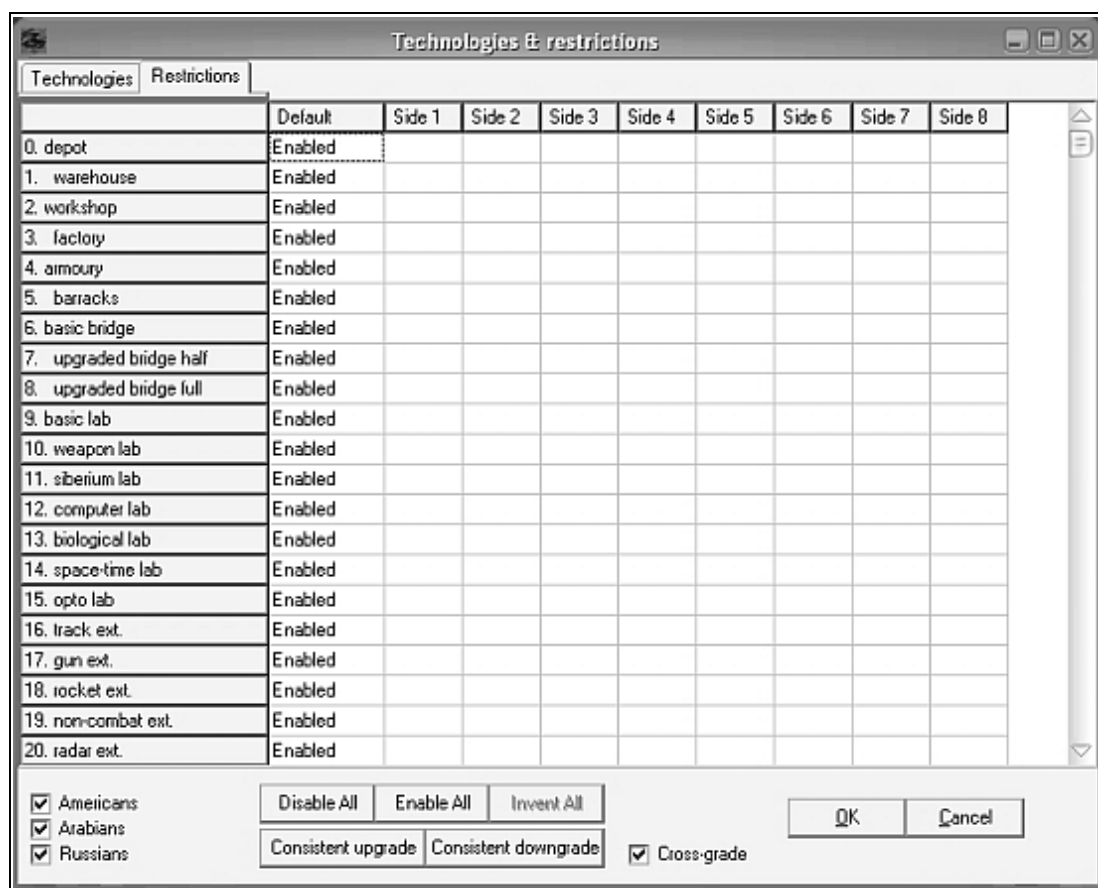 Technologies & restrictions
Technologies Restrictions
Default Side 1 Side 2 Side 3 Side 4 Side 5 Side 6 Side 7 Side 8
0. depot Enabled
1. warehouse Enabled
2. workshop Enabled
3. factory Enabled
4. armoury Enabled
5. barracks Enabled
6. basic bridge Enabled
7. upgraded bridge half Enabled
8. upgraded bridge full Enabled
9. basic lab Enabled
10. weapon lab Enabled
11. siberium lab Enabled
12. computer lab Enabled
13. biological lab Enabled
14. space-time lab Enabled
15. opto lab Enabled
16. track ext. Enabled
17. gun ext. Enabled
18. rocket ext. Enabled
19. non-combat ext. Enabled
20. radar ext. Enabled
Americans Disable All Enable All Invent All OK Cancel
Arabians
Russians Consistent upgrade Consistent downgrade Cross-grade